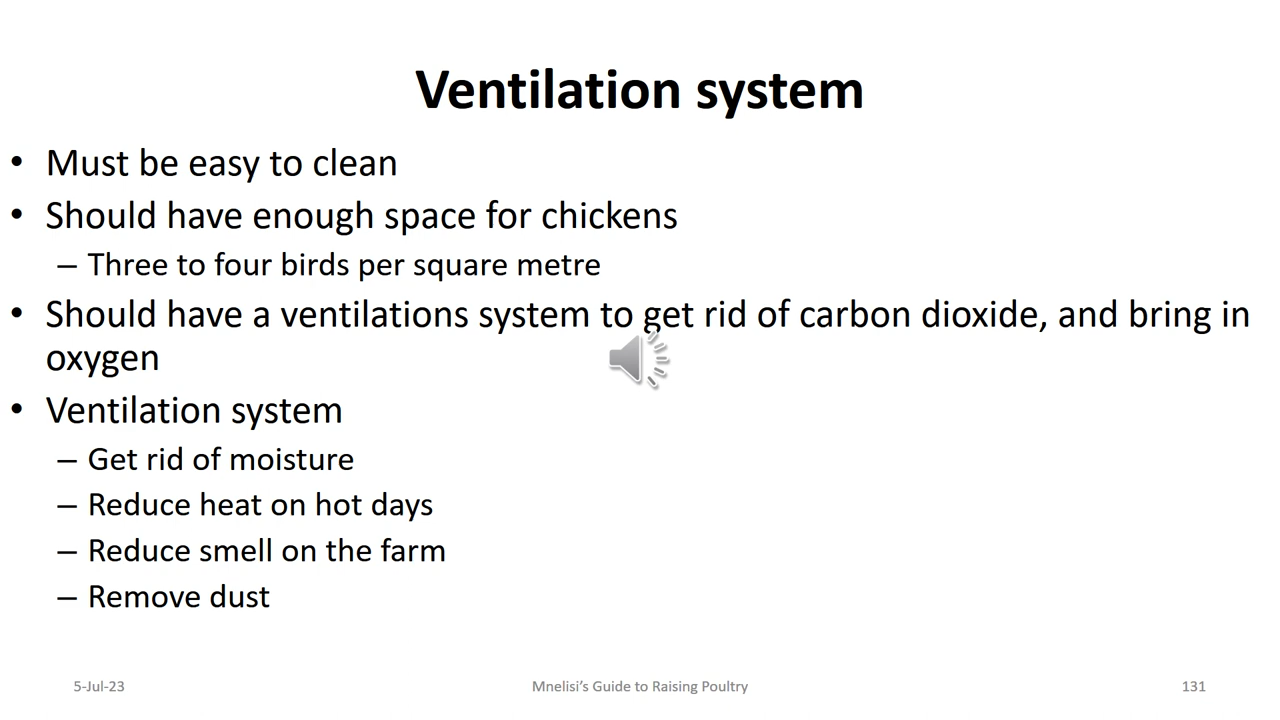 Ventilation system
• Must be easy to clean
• Should have enough space for chickens
– Three to four birds per square metre
• Should have a ventilations system to get rid of carbon dioxide, and bring in
oxygen
• Ventilation system
– Get rid of moisture
– Reduce heat on hot days
– Reduce smell on the farm
– Remove dust
5-Jul-23
Mnelisi’s Guide to Raising Poultry
131